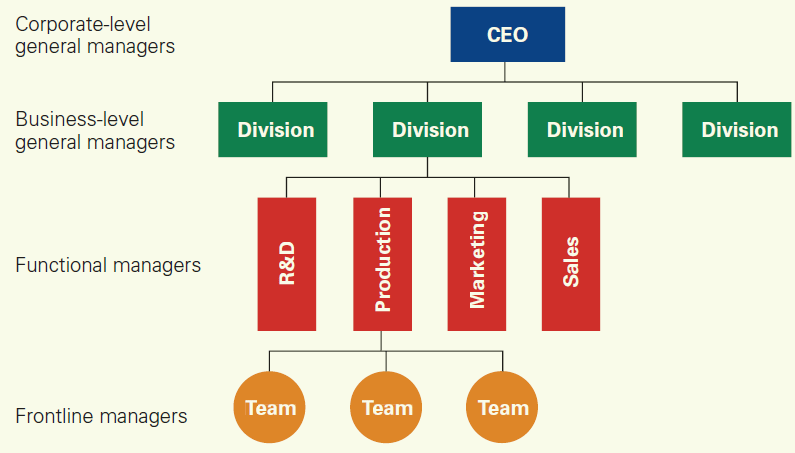 Corporate-level
general managers
CEO
Business-level
general managers
Division
Division
Division
Division
Functional managers
R&D
Production
Marketing
Sales
Frontline managers
Team
Team
Team